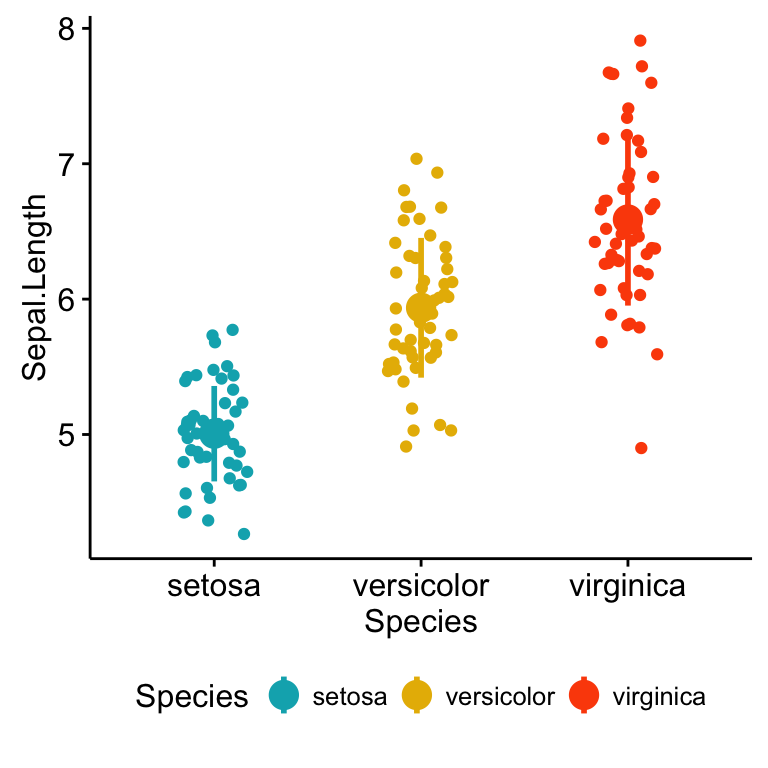 8
7
6
5
Sepal.Length
setosa versicolor virginica
Species
Species setosa versicolor virginica